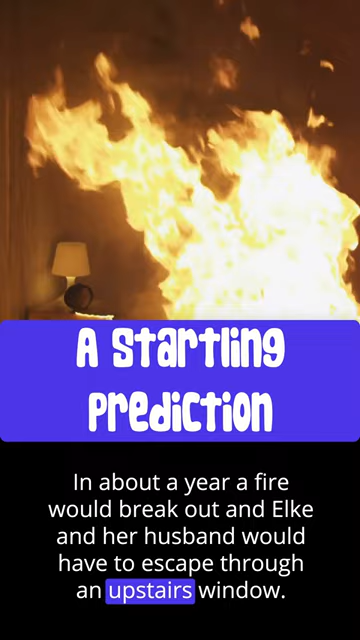 A startling
prediction
In about a year a fire
would break out and Elke
and her husband would
have to escape through
an upstairs window.